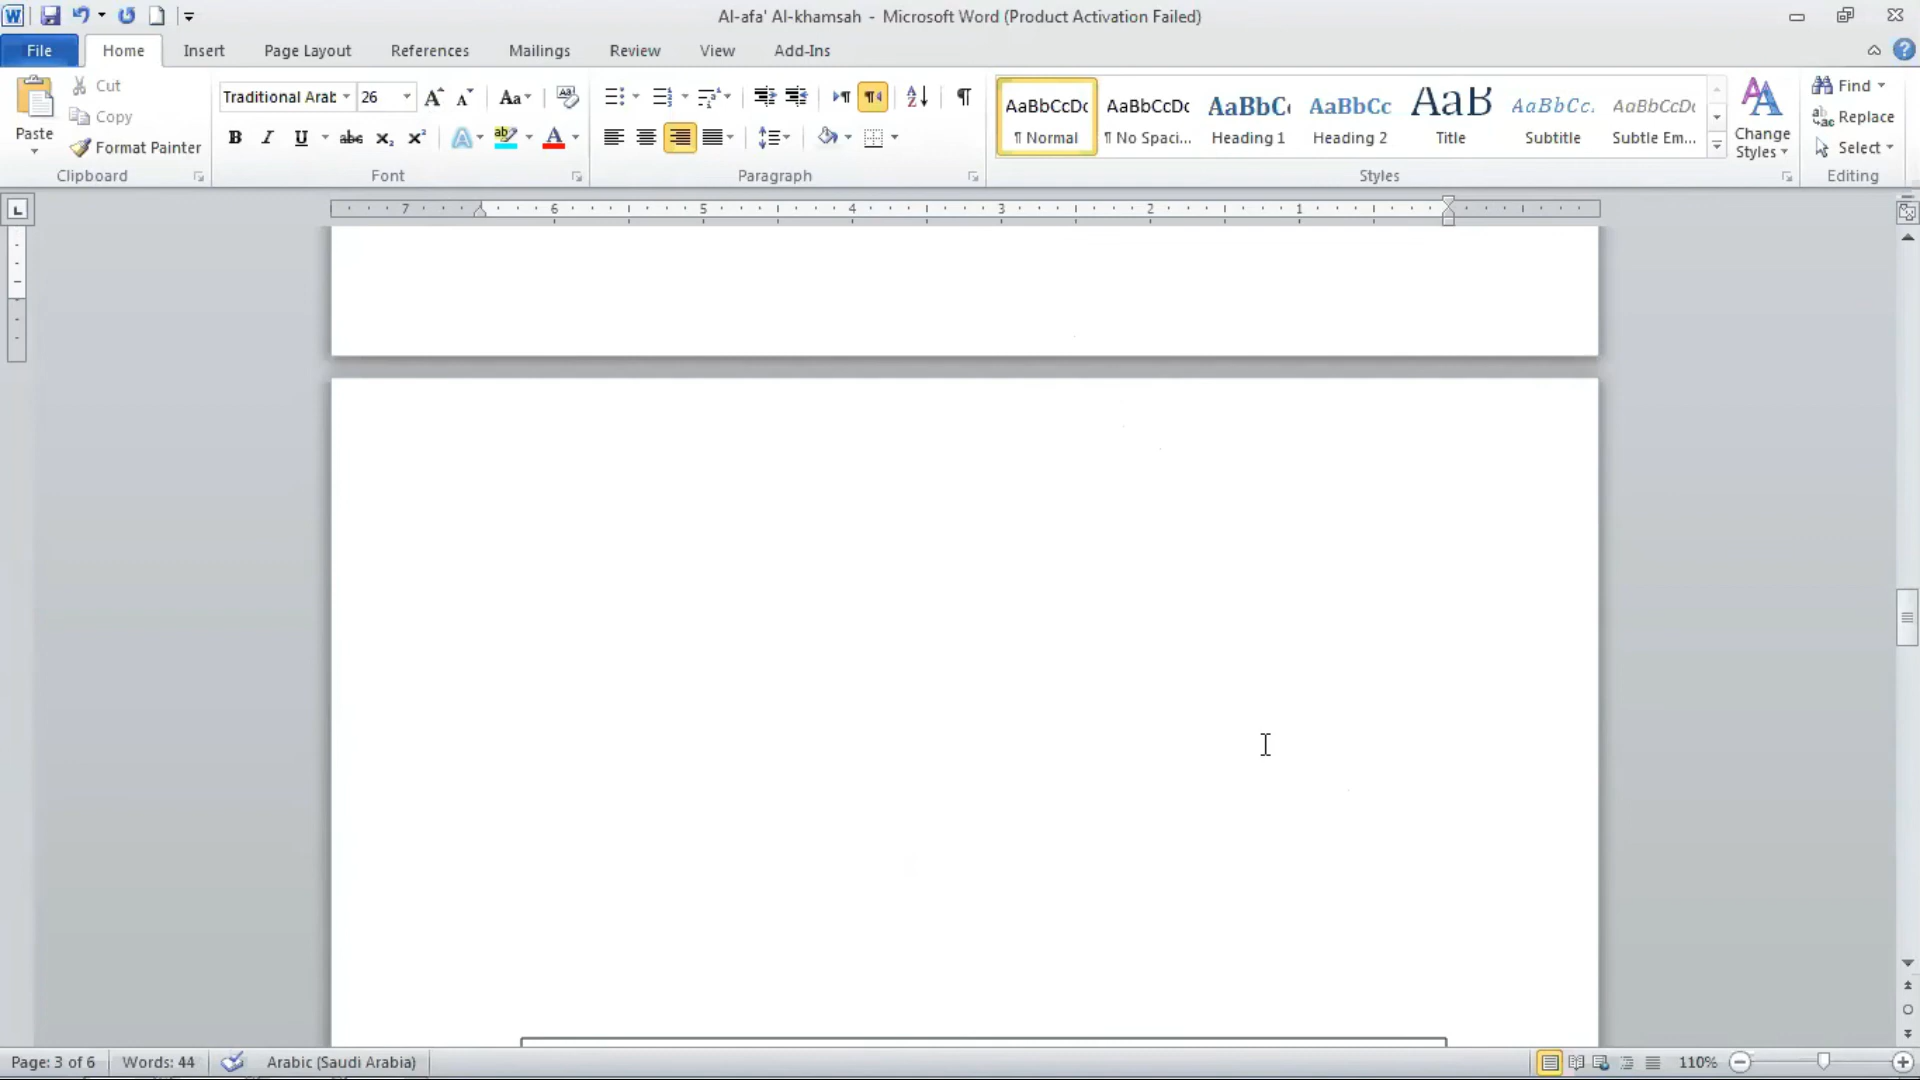 Al-afa' Al-khamsah - Microsoft Word (Product Activation Failed)
File Home Insert Page Layout References Mailings Review View Add-Ins
Paste
Cut
Copy
Format Painter
Clipboard
Traditional Arab 26
Font
Paragraph
AaBbCcDc AaBbCcDc AaBbC AaBbCc AaB AaBbCc. AaBbCcDc
¶ Normal ¶ No Spaci... Heading 1 Heading 2 Title Subtitle Subtle Em...
Change Styles
Styles
Find
Replace
Select
Editing
7 6 5 4 3 2 1
Page: 3 of 6 Words: 44 Arabic (Saudi Arabia) 110%